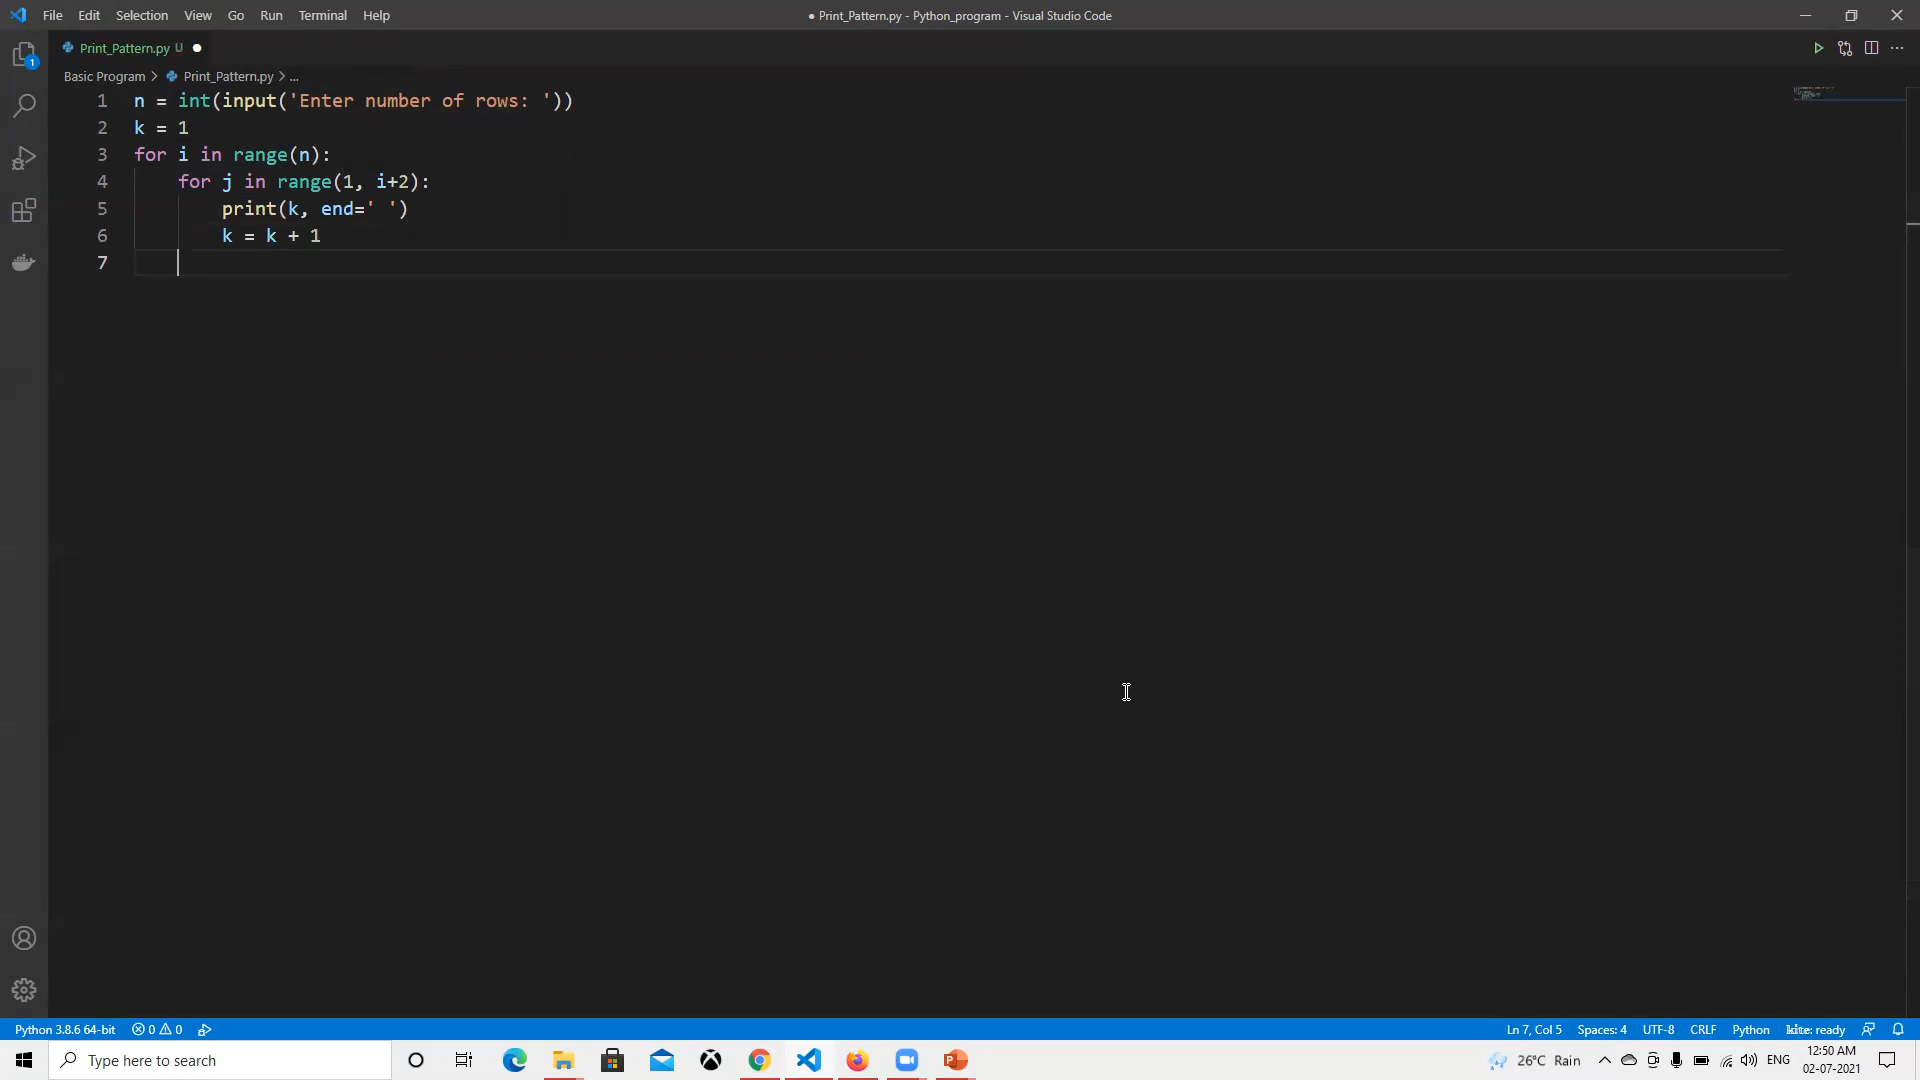 File Edit Selection View Go Run Terminal Help
● Print_Pattern.py - Python_program - Visual Studio Code
Print_Pattern.py U ●
Basic Program > Print_Pattern.py > ...
1 n = int(input('Enter number of rows: '))
2 k = 1
3 for i in range(n):
4     for j in range(1, i+2):
5         print(k, end=' ')
6         k = k + 1
7
1
Python 3.8.6 64-bit 0 0 Ln 7, Col 5 Spaces: 4 UTF-8 CRLF Python kite: ready
Type here to search 26°C Rain ENG 12:50 AM
02-07-2021